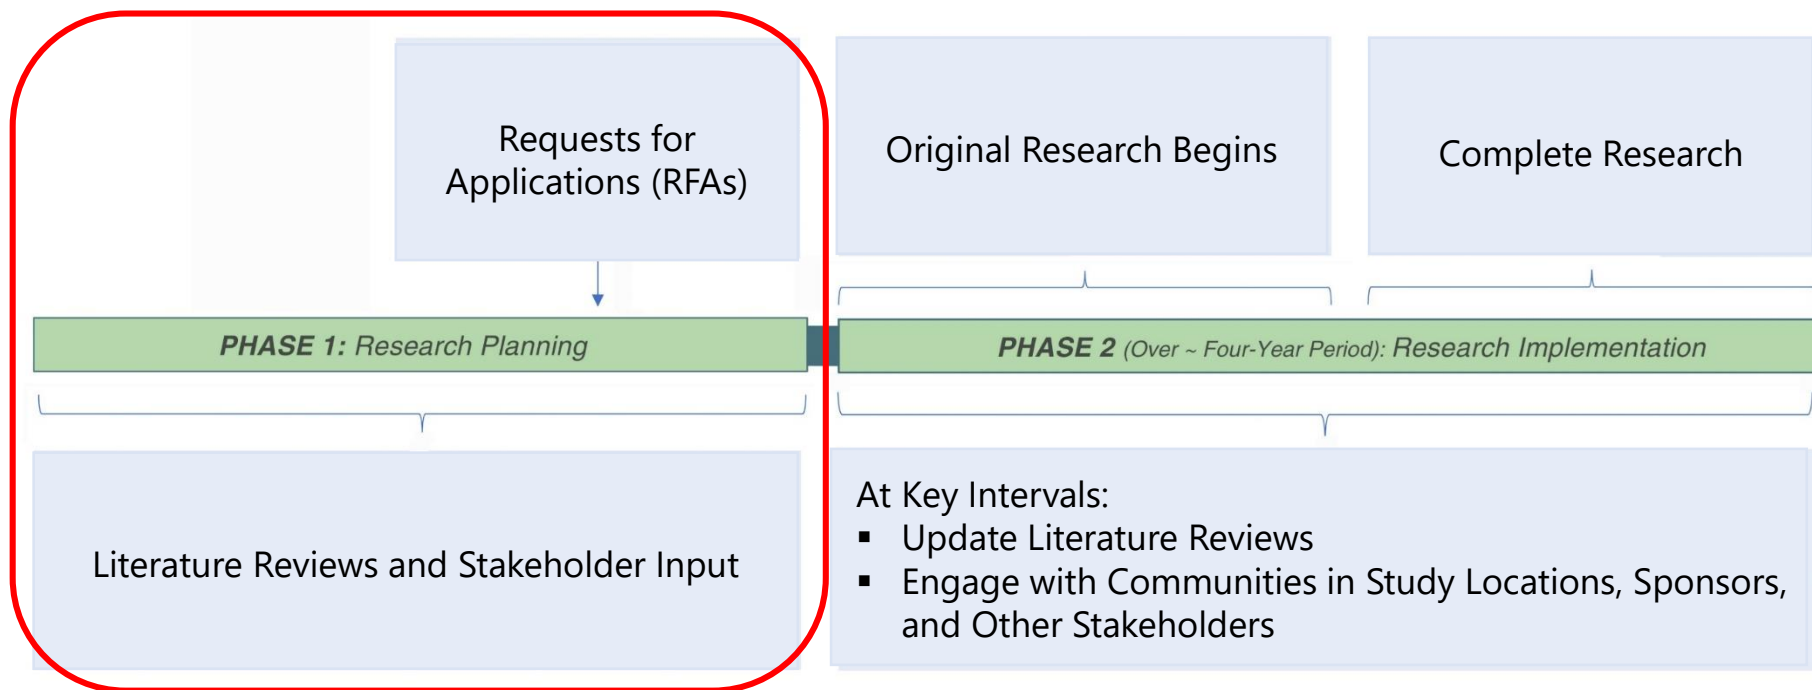 Requests for
Applications (RFAs)
Original Research Begins
Complete Research
PHASE 1: Research Planning
PHASE 2 (Over ~ Four-Year Period): Research Implementation
Literature Reviews and Stakeholder Input
At Key Intervals:
▪ Update Literature Reviews
▪ Engage with Communities in Study Locations, Sponsors,
and Other Stakeholders